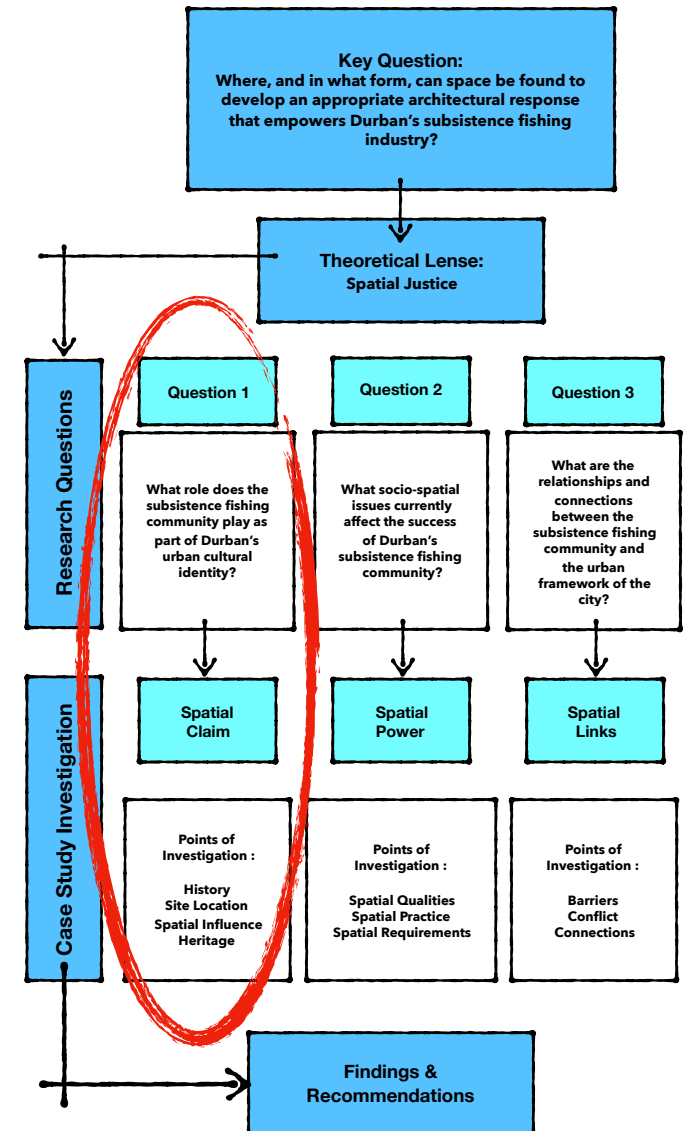 Key Question:
Where, and in what form, can space be found to
develop an appropriate architectural response
that empowers Durban's subsistence fishing
industry?
Theoretical Lense:
Spatial Justice
Research Questions
Question 1
What role does the
subsistence fishing
community play as
part of Durban's
urban cultural
identity?
Question 2
What socio-spatial
issues currently
affect the success
of Durban's
subsistence fishing
community?
Question 3
What are the
relationships and
connections
between the
subsistence fishing
community and
the urban
framework of the
city?
Case Study Investigation
Spatial
Claim
Points of
Investigation :
History
Site Location
Spatial Influence
Heritage
Spatial
Power
Points of
Investigation :
Spatial Qualities
Spatial Practice
Spatial Requirements
Spatial
Links
Points of
Investigation :
Barriers
Conflict
Connections
Findings &
Recommendations